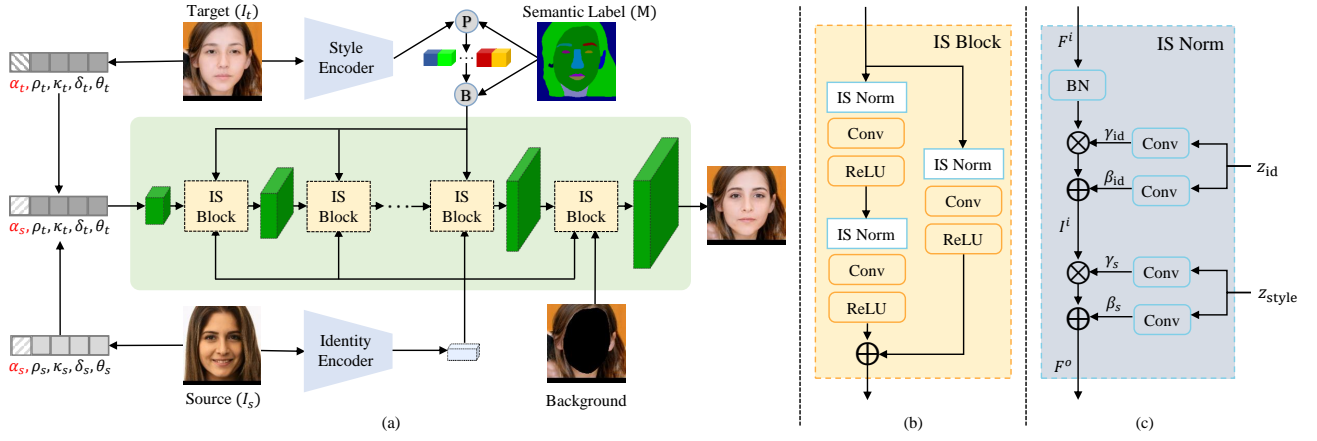 Target (I_t)
Style
Encoder
P
Semantic Label (M)
B
α_t, ρ_t, κ_t, δ_t, θ_t
IS
Block
IS
Block
...
IS
Block
IS
Block
α_s, ρ_t, κ_t, δ_t, θ_t
Identity
Encoder
α_s, ρ_s, κ_s, δ_s, θ_s
Source (I_s)
Background
(a)
IS Block
IS Norm
Conv
ReLU
IS Norm
Conv
ReLU
IS Norm
Conv
ReLU
(b)
F^i
IS Norm
BN
γ_id
Conv
z_id
β_id
Conv
I^i
γ_s
Conv
z_style
β_s
Conv
F^o
(c)